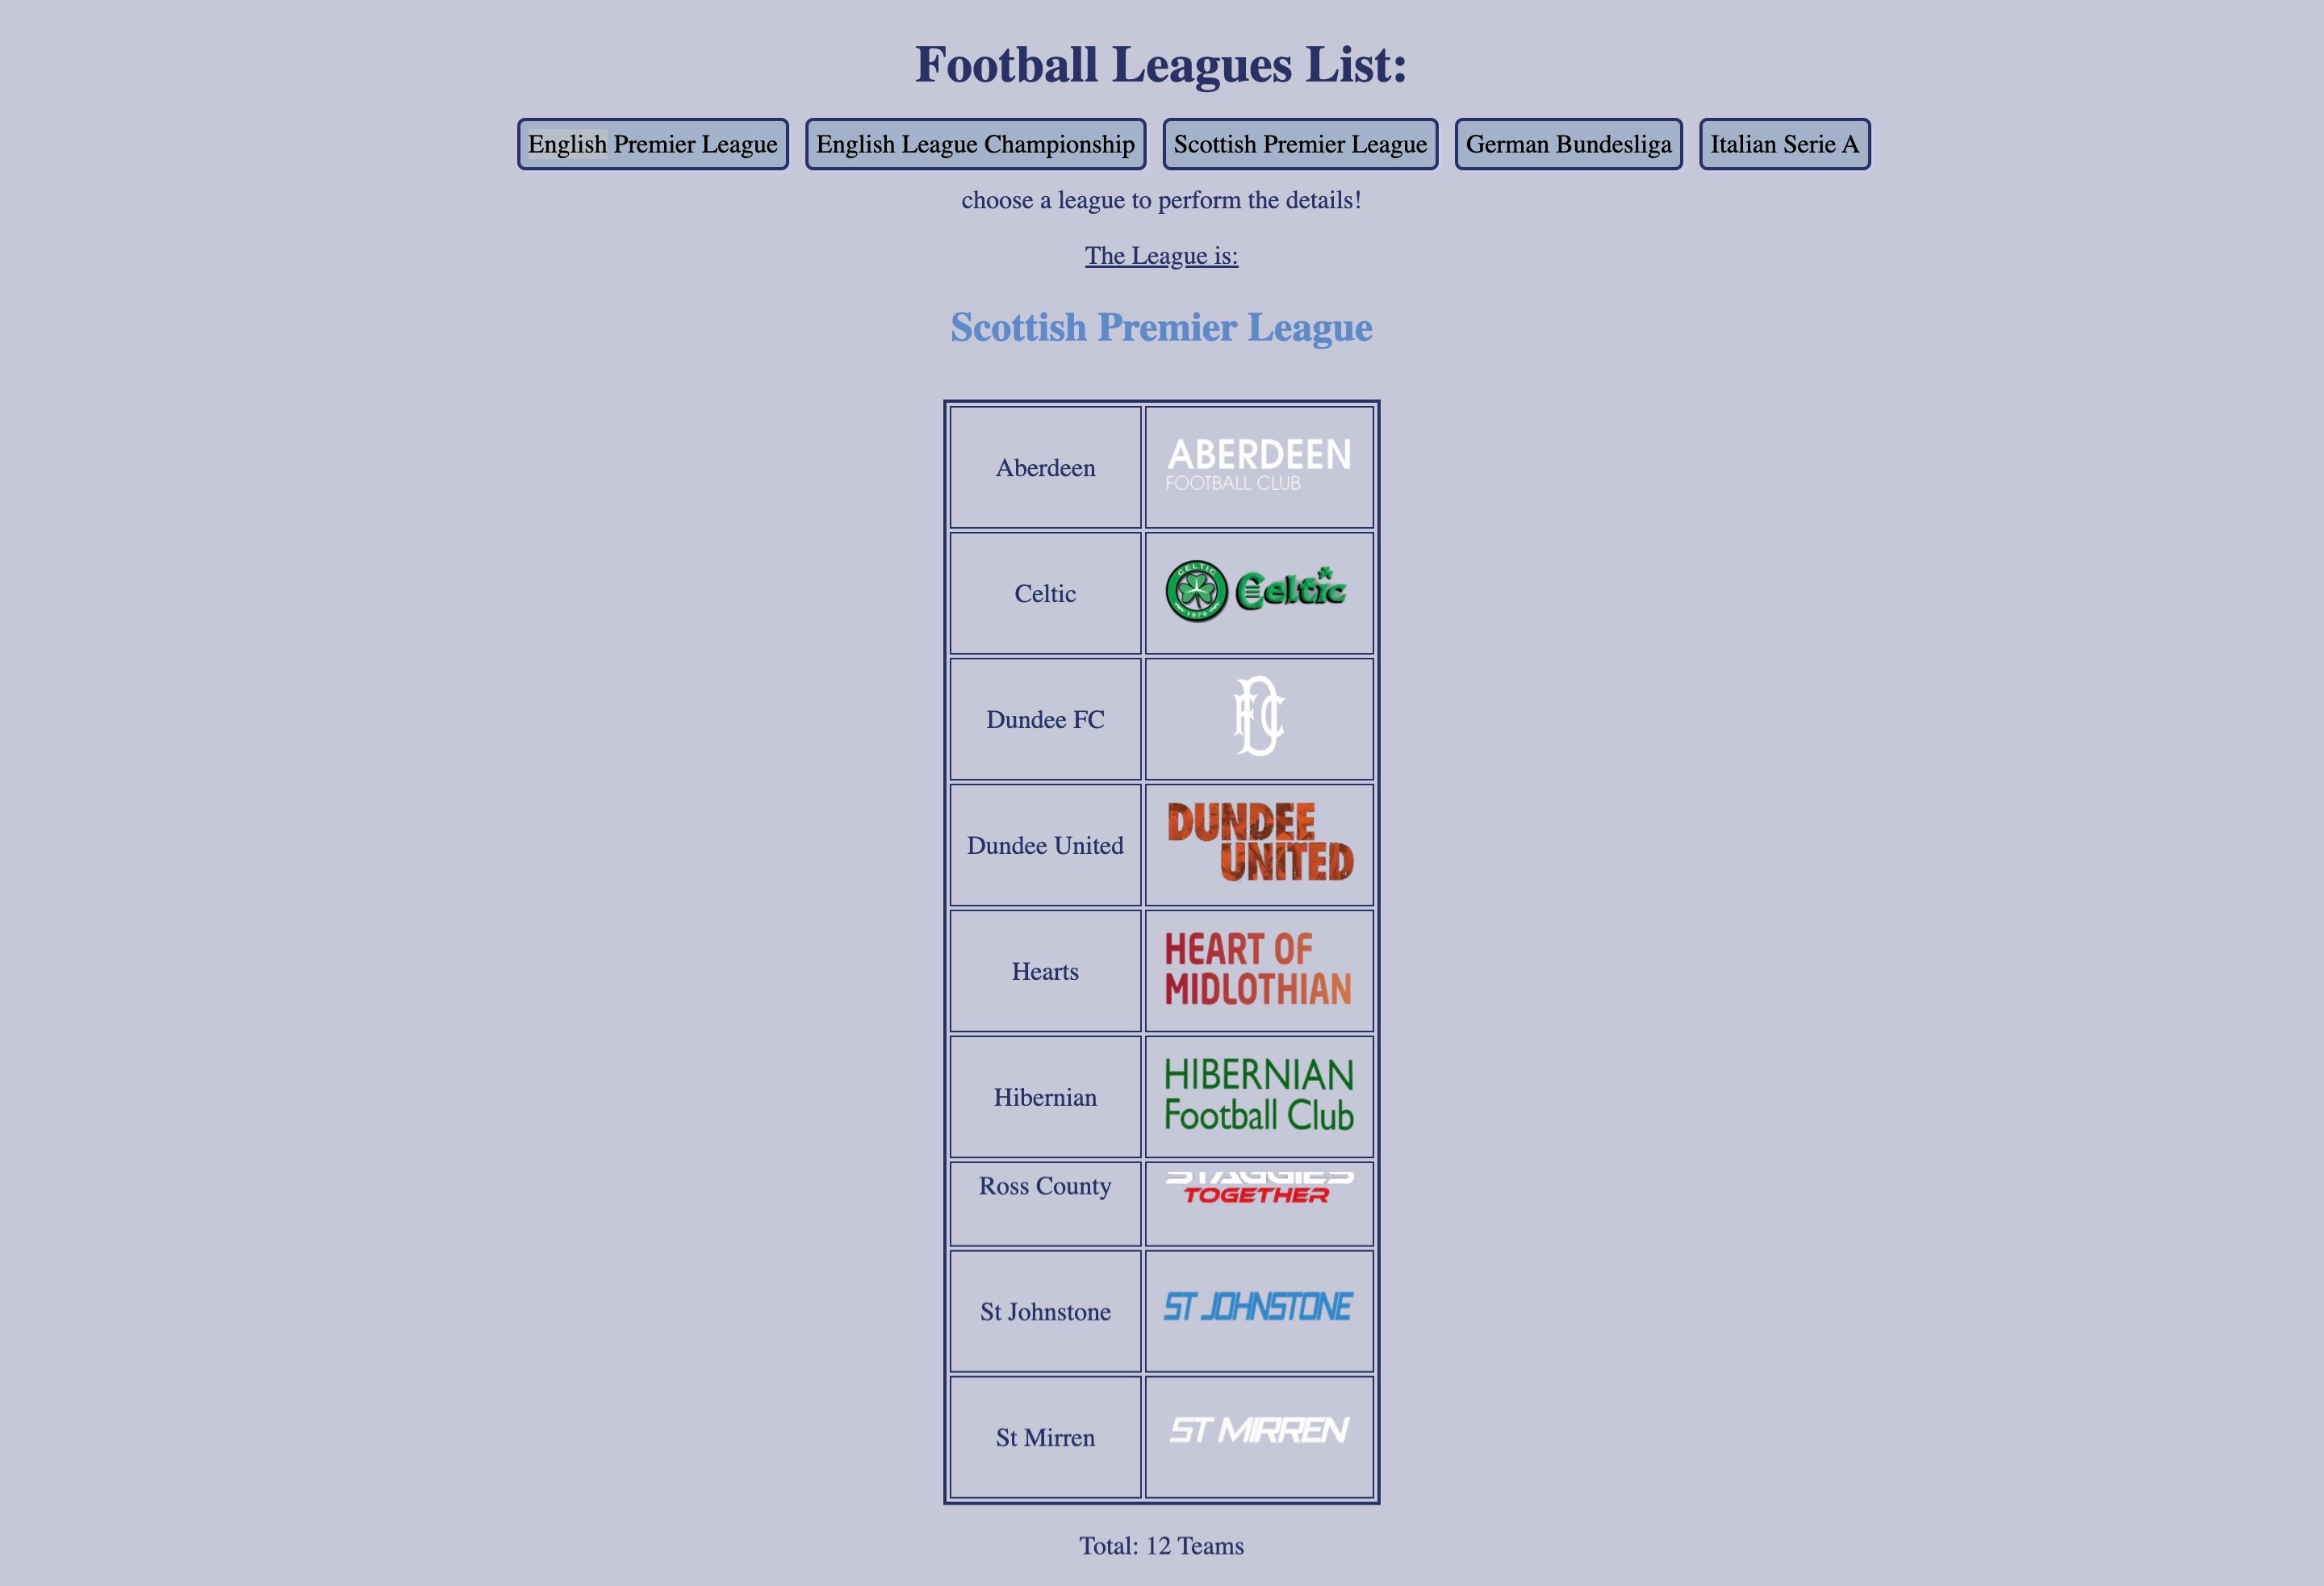 Football Leagues List:
English Premier League
English League Championship
Scottish Premier League
German Bundesliga
Italian Serie A
choose a league to perform the details!
The League is:
Scottish Premier League
Aberdeen
ABERDEEN
FOOTBALL CLUB
Celtic
CELTIC
Celtic
Dundee FC
DFC
Dundee United
DUNDEE
UNITED
Hearts
HEART OF
MIDLOTHIAN
Hibernian
HIBERNIAN
Football Club
Ross County
STAGGIES
TOGETHER
St Johnstone
ST JOHNSTONE
St Mirren
ST MIRREN
Total: 12 Teams